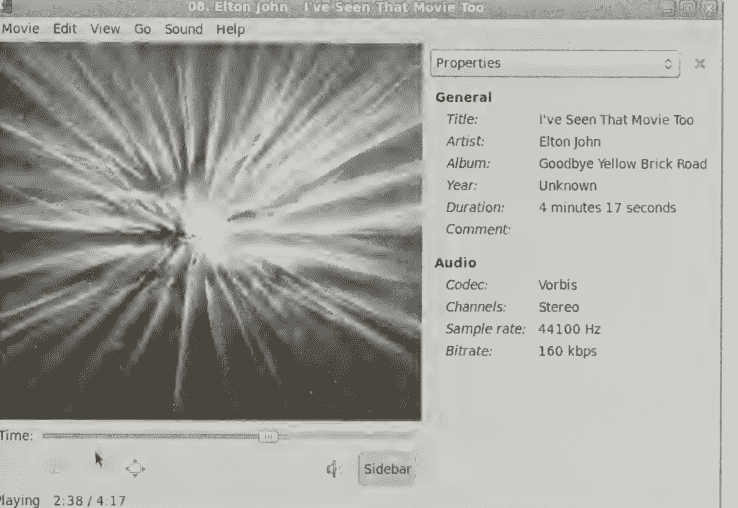 08. Elton John - I've Seen That Movie Too
Movie Edit View Go Sound Help
Properties
General
Title: I've Seen That Movie Too
Artist: Elton John
Album: Goodbye Yellow Brick Road
Year: Unknown
Duration: 4 minutes 17 seconds
Comment:
Audio
Codec: Vorbis
Channels: Stereo
Sample rate: 44100 Hz
Bitrate: 160 kbps
Time:
Sidebar
Playing 2:38 / 4:17